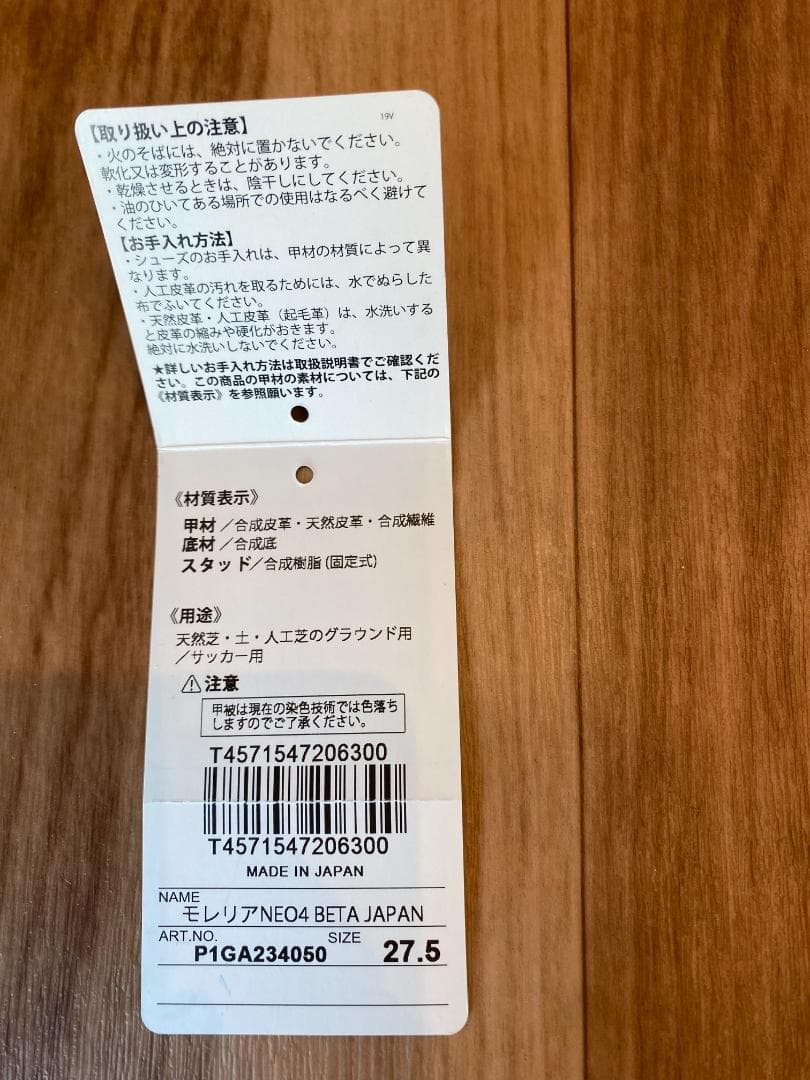 19V
【取り扱い上の注意】
・火のそばには、絶対に置かないでください。
軟化又は変形することがあります。
・乾燥させるときは、陰干しにしてください。
・油のひいてある場所での使用はなるべく避けて
ください。
【お手入れ方法】
・シューズのお手入れは、甲材の材質によって異
なります。
・人工皮革の汚れを取るためには、水でぬらした
布でふいてください。
・天然皮革・人工皮革（起毛革）は、水洗いする
と皮革の縮みや硬化がおきます。
絶対に水洗いしないでください。
★詳しいお手入れ方法は取扱説明書でご確認くだ
さい。この商品の甲材の素材については、下記の
《材質表示》を参照願います。
《材質表示》
甲材／合成皮革・天然皮革・合成繊維
底材／合成底
スタッド／合成樹脂(固定式)
《用途》
天然芝・土・人工芝のグラウンド用
／サッカー用
⚠注意
甲被は現在の染色技術では色落ち
しますのでご了承ください。
T4571547206300
T4571547206300
MADE IN JAPAN
NAME
モレリアNEO4 BETA JAPAN
ART.NO. SIZE
P1GA234050 27.5